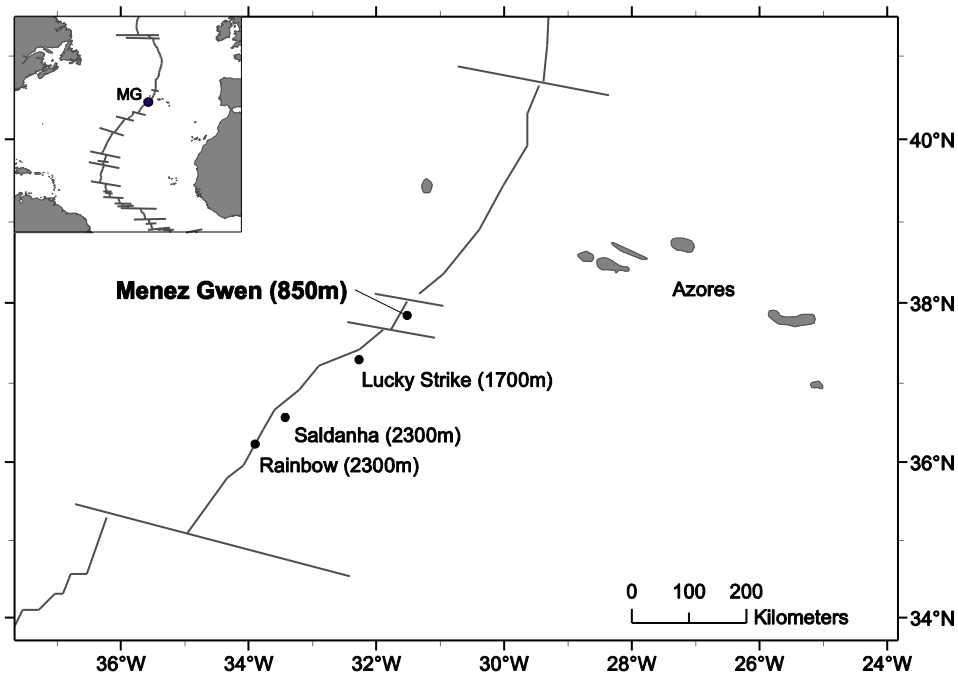 MG
40°N
Menez Gwen (850m)
Azores
38°N
Lucky Strike (1700m)
Saldanha (2300m)
Rainbow (2300m)
36°N
0 100 200
Kilometers
34°N
36°W 34°W 32°W 30°W 28°W 26°W 24°W